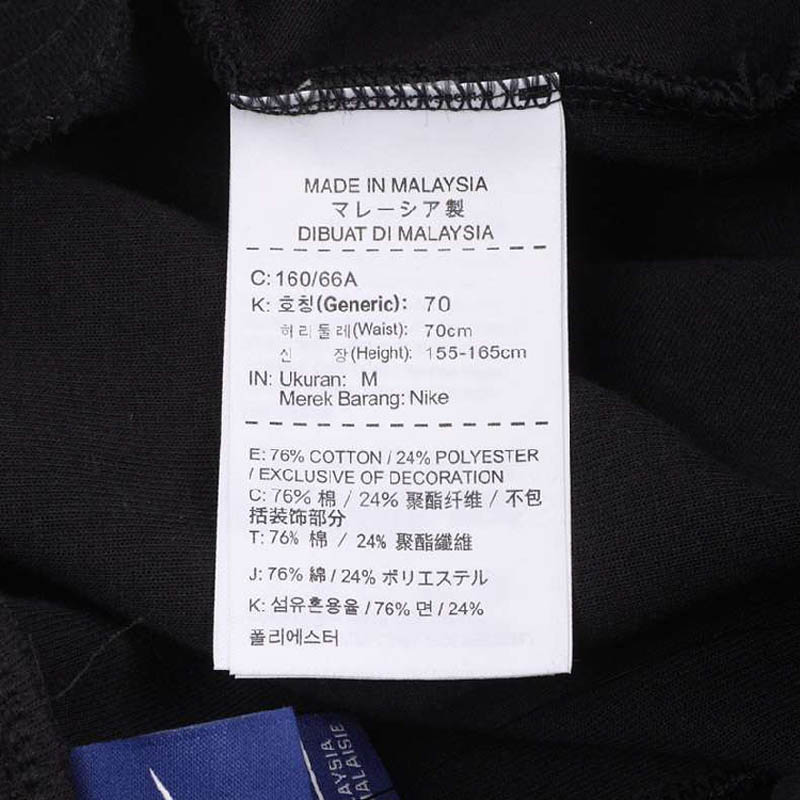 MADE IN MALAYSIA
マレーシア製
DIBUAT DI MALAYSIA
C: 160/66A
K: 호칭(Generic): 70
허리둘레(Waist): 70cm
신 장(Height): 155-165cm
IN: Ukuran: M
Merek Barang: Nike
E: 76% COTTON / 24% POLYESTER
/ EXCLUSIVE OF DECORATION
C: 76% 棉 / 24% 聚酯纤维 / 不包
括装饰部分
T: 76% 棉 / 24% 聚酯纖維
J: 76% 綿 / 24% ポリエステル
K: 섬유혼용율 / 76% 면 / 24%
폴리에스터